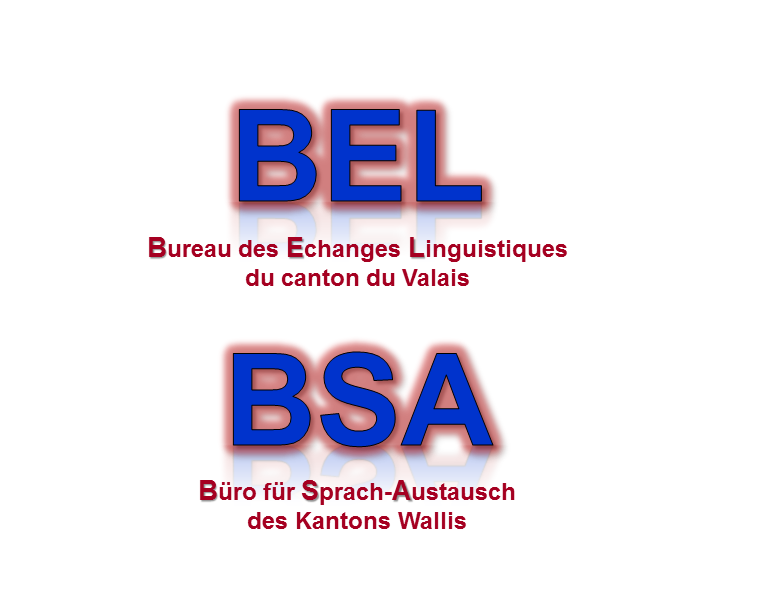 BEL
Bureau des Echanges Linguistiques
du canton du Valais
BSA
Büro für Sprach-Austausch
des Kantons Wallis